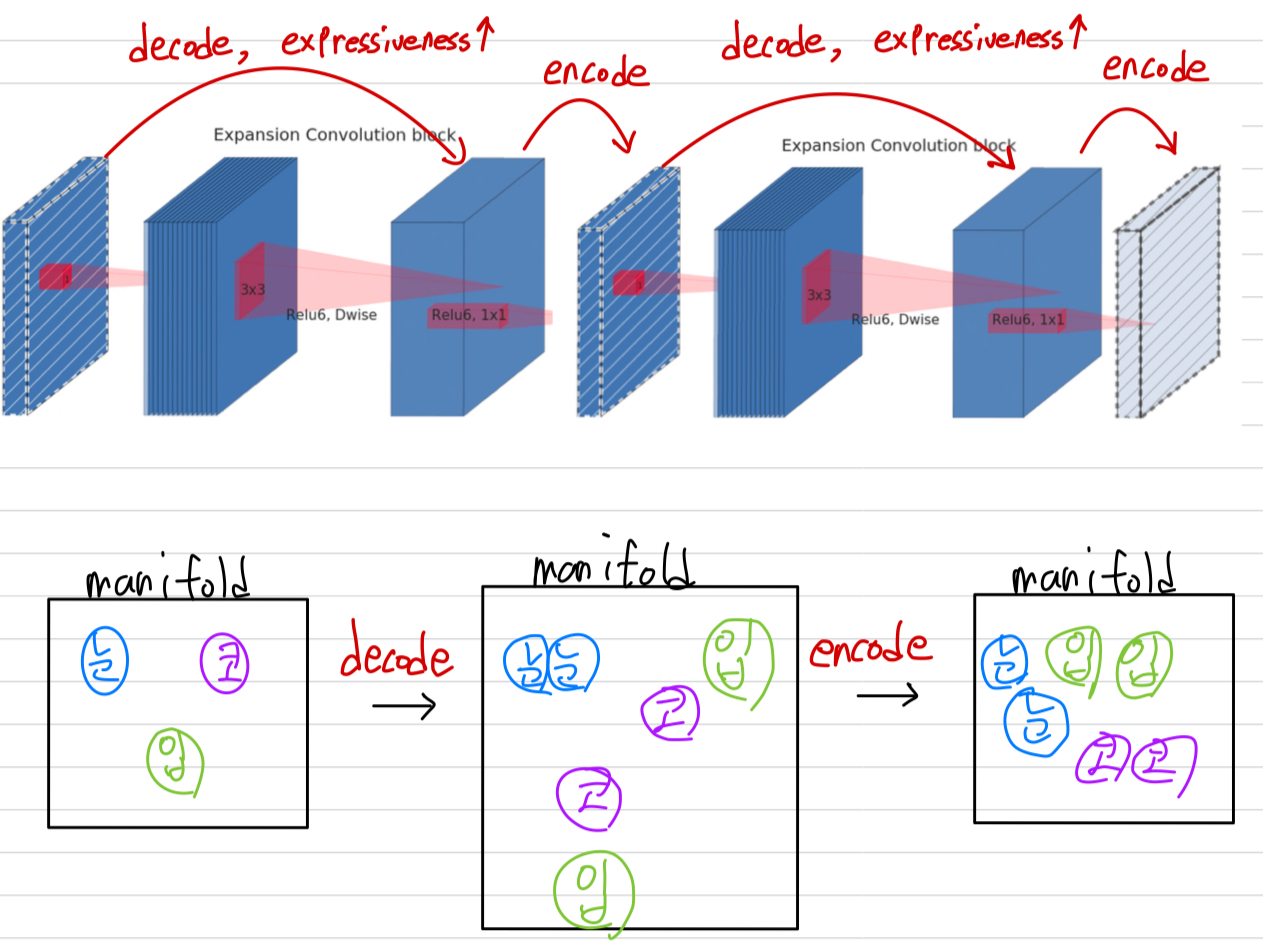 decode, expressiveness↑
encode
decode, expressiveness↑
encode
Expansion Convolution block
Expansion Convolution block
3x3
Relu6, Dwise
Relu6, 1x1
3x3
Relu6, Dwise
Relu6, 1x1
manifold
manifold
manifold
눈
코
입
decode
→
눈
눈
입
코
코
입
encode
→
눈
입
입
눈
코
코